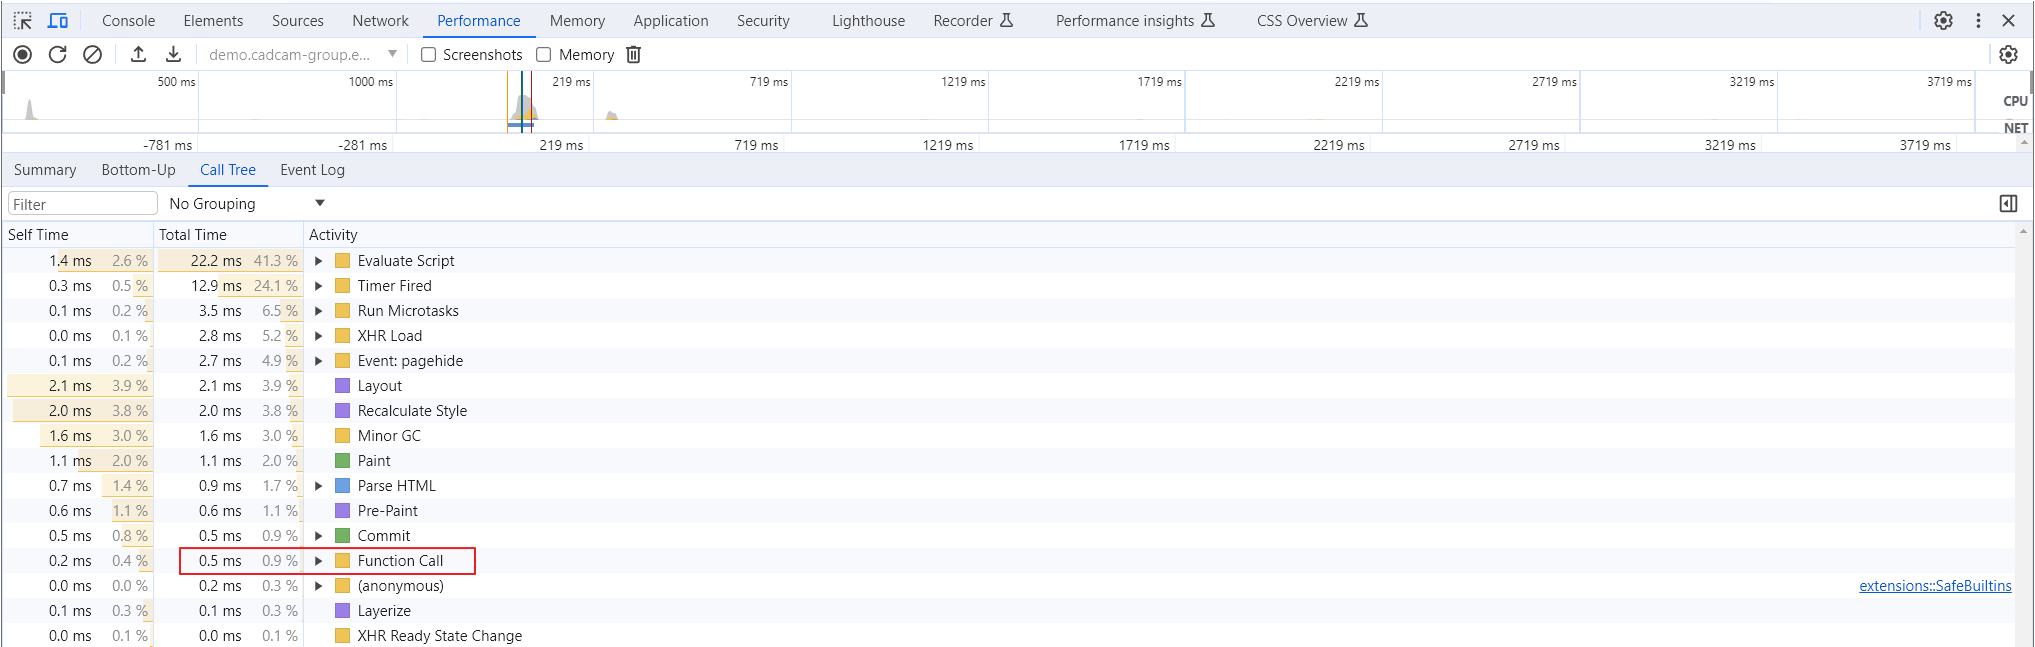 Console Elements Sources Network Performance Memory Application Security Lighthouse Recorder Performance insights CSS Overview
demo.cadcam-group.e... Screenshots Memory
500 ms 1000 ms 219 ms 719 ms 1219 ms 1719 ms 2219 ms 2719 ms 3219 ms 3719 ms
CPU
NET
-781 ms -281 ms 219 ms 719 ms 1219 ms 1719 ms 2219 ms 2719 ms 3219 ms 3719 ms
Summary Bottom-Up Call Tree Event Log
Filter No Grouping
Self Time Total Time Activity
1.4 ms 2.6 % 22.2 ms 41.3 % Evaluate Script
0.3 ms 0.5 % 12.9 ms 24.1 % Timer Fired
0.1 ms 0.2 % 3.5 ms 6.5 % Run Microtasks
0.0 ms 0.1 % 2.8 ms 5.2 % XHR Load
0.1 ms 0.2 % 2.7 ms 4.9 % Event: pagehide
2.1 ms 3.9 % 2.1 ms 3.9 % Layout
2.0 ms 3.8 % 2.0 ms 3.8 % Recalculate Style
1.6 ms 3.0 % 1.6 ms 3.0 % Minor GC
1.1 ms 2.0 % 1.1 ms 2.0 % Paint
0.7 ms 1.4 % 0.9 ms 1.7 % Parse HTML
0.6 ms 1.1 % 0.6 ms 1.1 % Pre-Paint
0.5 ms 0.8 % 0.5 ms 0.9 % Commit
0.2 ms 0.4 % 0.5 ms 0.9 % Function Call
0.0 ms 0.0 % 0.2 ms 0.3 % (anonymous) extensions::SafeBuiltins
0.1 ms 0.3 % 0.1 ms 0.3 % Layerize
0.0 ms 0.1 % 0.0 ms 0.1 % XHR Ready State Change